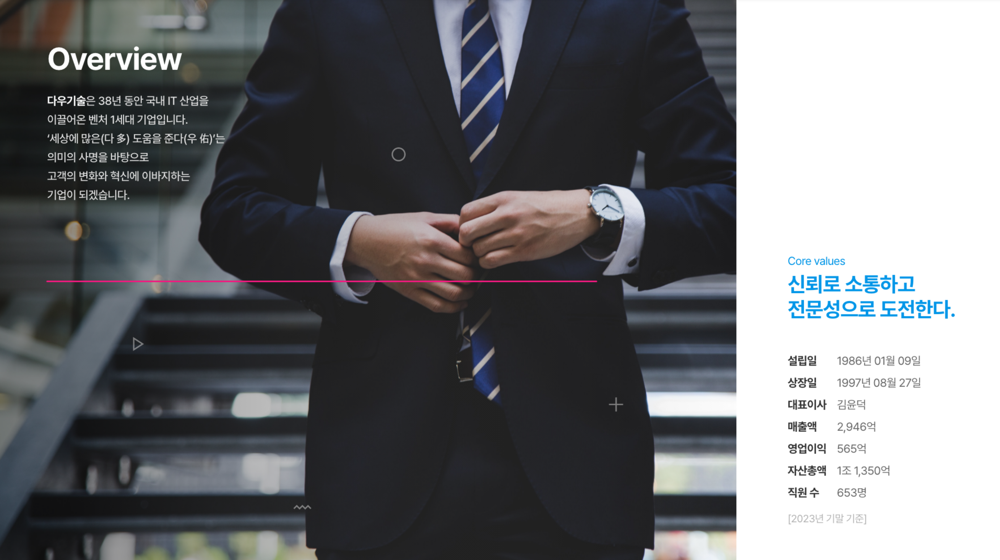 Overview
다우기술은 38년 동안 국내 IT 산업을
이끌어온 벤처 1세대 기업입니다.
‘세상에 많은(다 多) 도움을 준다(우 佑)’는
의미의 사명을 바탕으로
고객의 변화와 혁신에 이바지하는
기업이 되겠습니다.
Core values
신뢰로 소통하고
전문성으로 도전한다.
설립일 1986년 01월 09일
상장일 1997년 08월 27일
대표이사 김윤덕
매출액 2,946억
영업이익 565억
자산총액 1조 1,350억
직원 수 653명
[2023년 기말 기준]